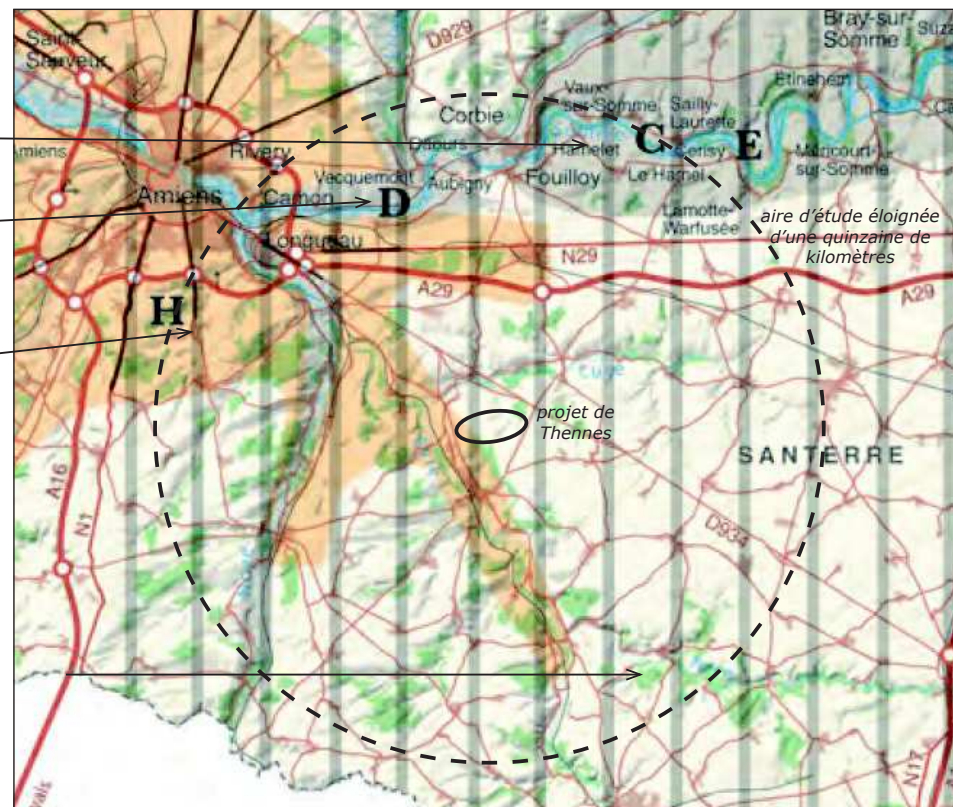 Bray-sur-
Somme
Suza
Saint-
Sauveur
D929
Etinehem
Vaux-
sur-Somme
Sailly-
Laurette
Corbie
C
E
Daours
Amiens
Rivery
Hamelet
Cerisy
Méricourt-
sur-Somme
Vecquemont
Aubigny
Fouilloy
Le Hamel
Amiens
Camon
D
Lamotte-
Warfusée
aire d'étude éloignée
d'une quinzaine de
kilomètres
Longueau
N29
A29
A29
H
Luce
projet de
Thennes
SANTERRE
A16
N1
D934
N17
vais